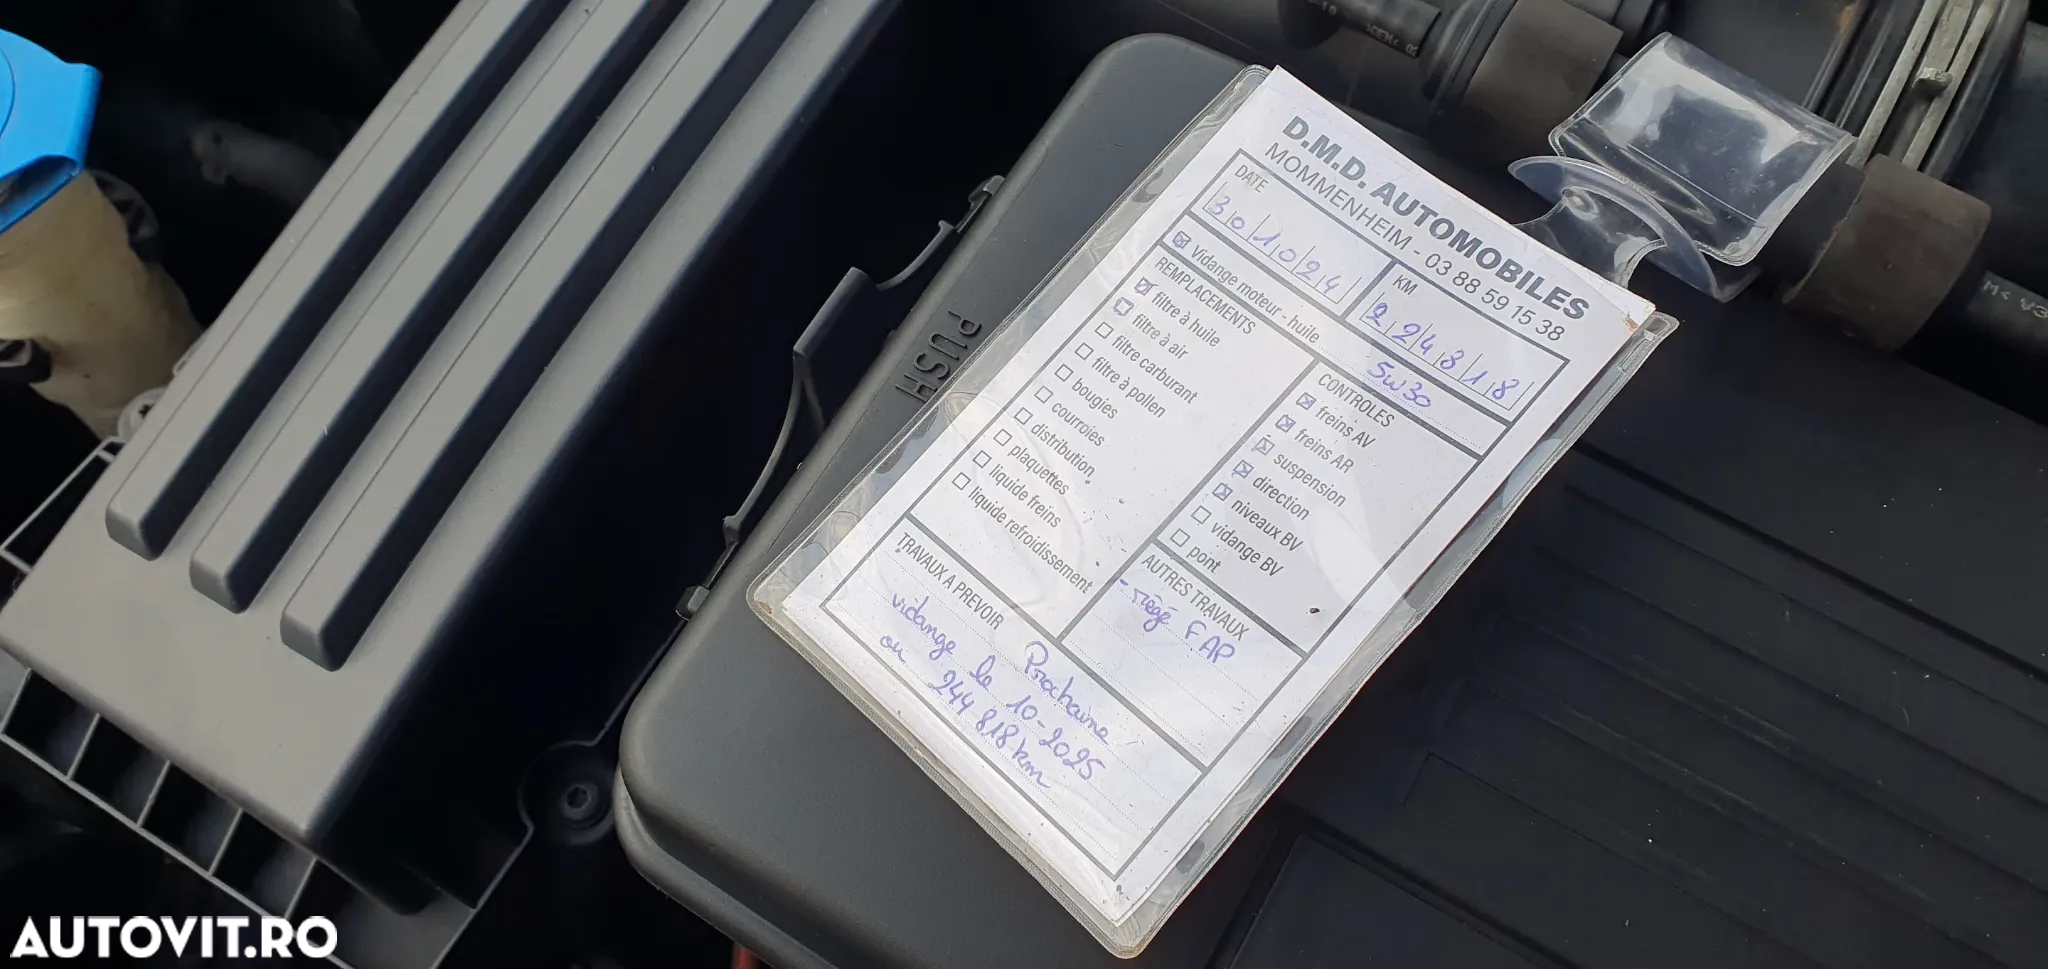 D.M.D. AUTOMOBILES
MOMMENHEIM - 03 88 59 15 38
DATE
30 10 24
KM
224818
☒ Vidange moteur - huile 5w30
REMPLACEMENTS
☒ filtre à huile
☒ filtre à air
☐ filtre carburant
☐ filtre à pollen
☐ bougies
☐ courroies
☐ distribution
☐ plaquettes
☐ liquide freins
☐ liquide refroidissement
CONTROLES
☒ freins AV
☒ freins AR
☒ suspension
☒ direction
☒ niveaux BV
☐ vidange BV
☐ pont
TRAVAUX A PREVOIR
Prochaine
vidange le 10-2025
ou 244 818 km
AUTRES TRAVAUX
- régé FAP
PUSH
AUTOVIT.RO